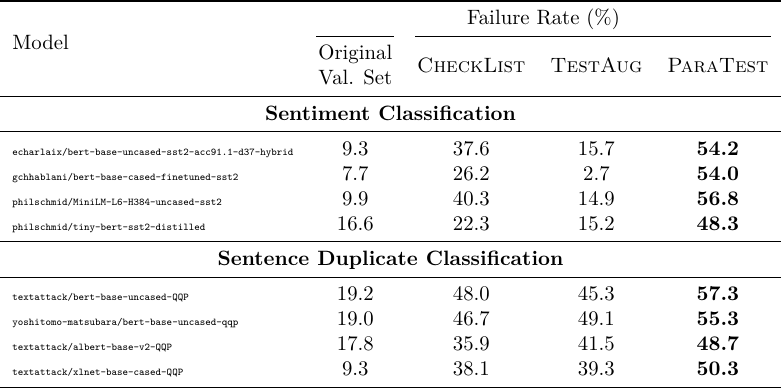 Failure Rate (%)
Model
Original Val. Set CHECKLIST TESTAUG PARATEST
Sentiment Classification
echarlaix/bert-base-uncased-sst2-acc91.1-d37-hybrid 9.3 37.6 15.7 54.2
gchhablani/bert-base-cased-finetuned-sst2 7.7 26.2 2.7 54.0
philschmid/MiniLM-L6-H384-uncased-sst2 9.9 40.3 14.9 56.8
philschmid/tiny-bert-sst2-distilled 16.6 22.3 15.2 48.3
Sentence Duplicate Classification
textattack/bert-base-uncased-QQP 19.2 48.0 45.3 57.3
yoshitomo-matsubara/bert-base-uncased-qqp 19.0 46.7 49.1 55.3
textattack/albert-base-v2-QQP 17.8 35.9 41.5 48.7
textattack/xlnet-base-cased-QQP 9.3 38.1 39.3 50.3